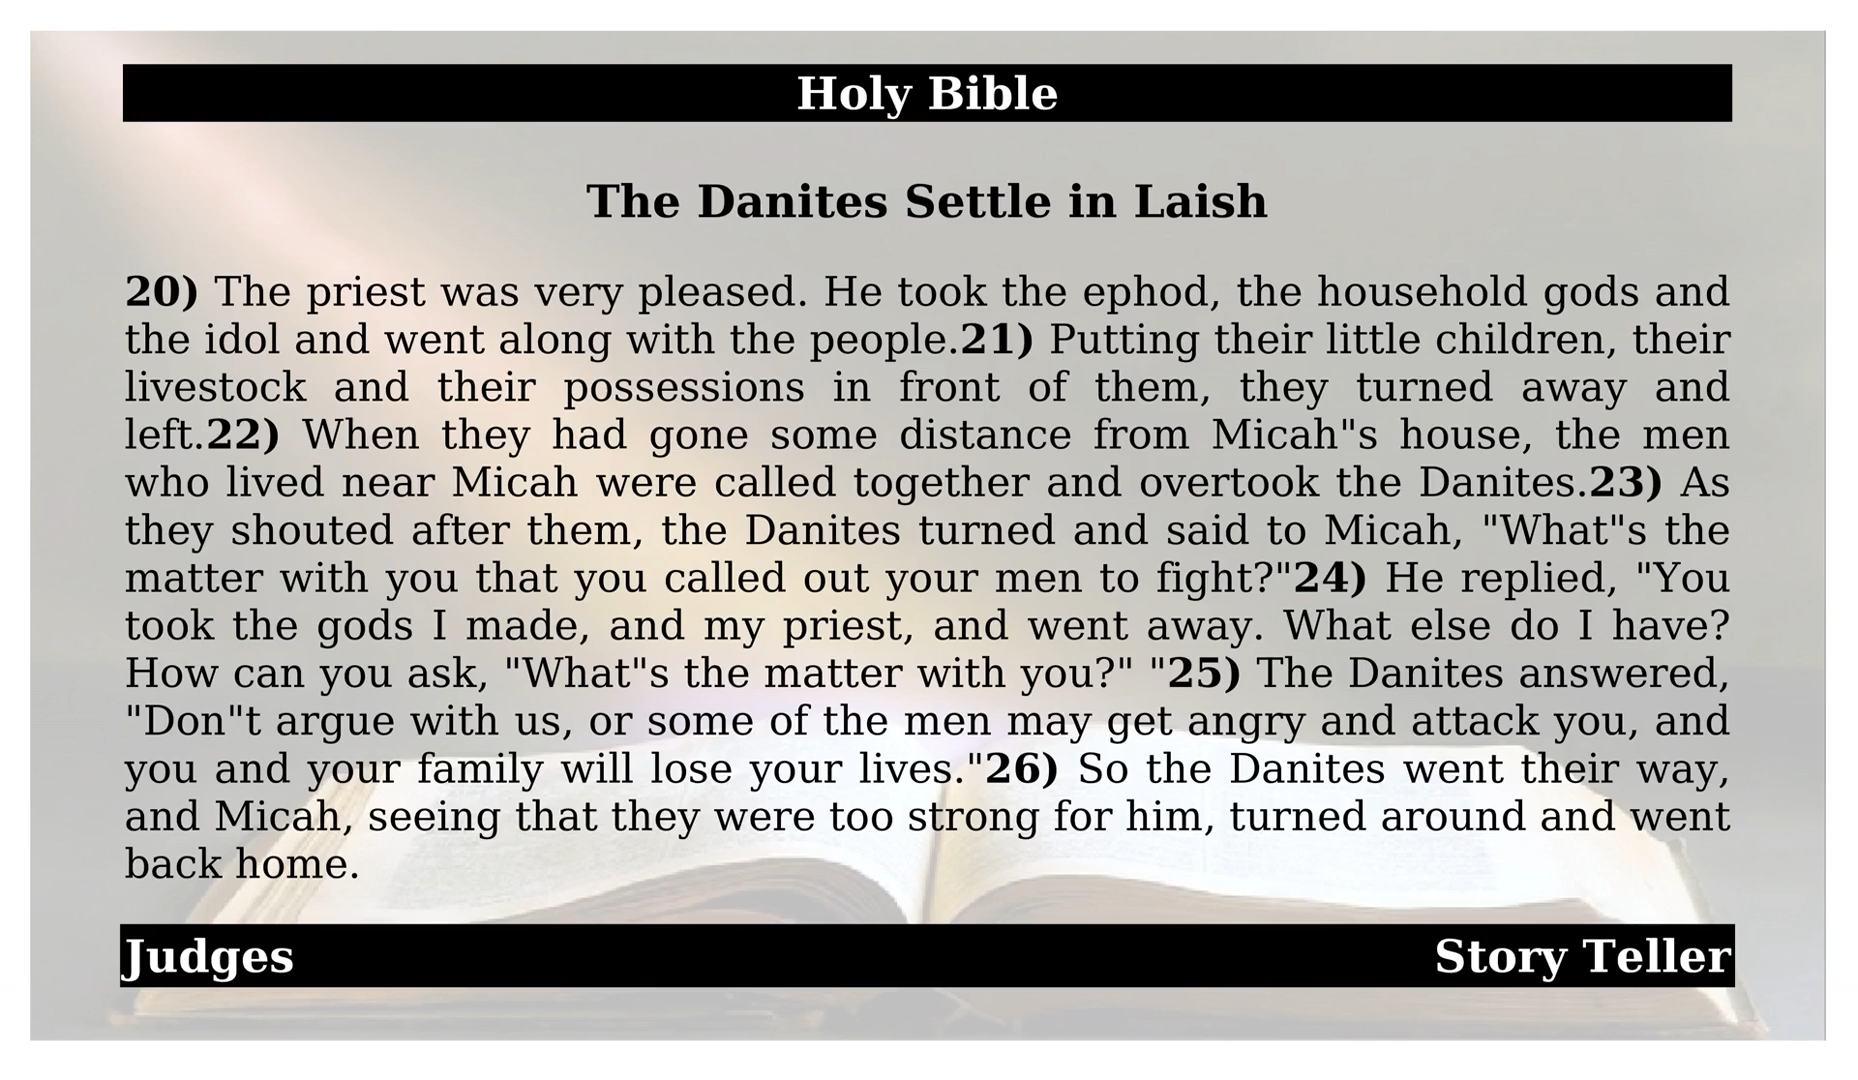 Holy Bible
The Danites Settle in Laish
20) The priest was very pleased. He took the ephod, the household gods and
the idol and went along with the people.21) Putting their little children, their
livestock and their possessions in front of them, they turned away and
left.22) When they had gone some distance from Micah"s house, the men
who lived near Micah were called together and overtook the Danites.23) As
they shouted after them, the Danites turned and said to Micah, "What"s the
matter with you that you called out your men to fight?"24) He replied, "You
took the gods I made, and my priest, and went away. What else do I have?
How can you ask, "What"s the matter with you?" "25) The Danites answered,
"Don"t argue with us, or some of the men may get angry and attack you, and
you and your family will lose your lives."26) So the Danites went their way,
and Micah, seeing that they were too strong for him, turned around and went
back home.
Judges Story Teller